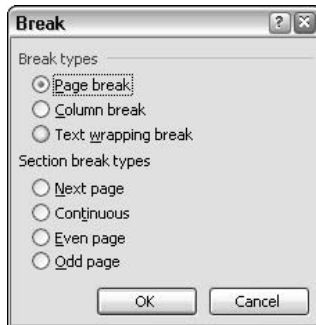 Break
Break types
Page break
Column break
Text wrapping break
Section break types
Next page
Continuous
Even page
Odd page
OK Cancel